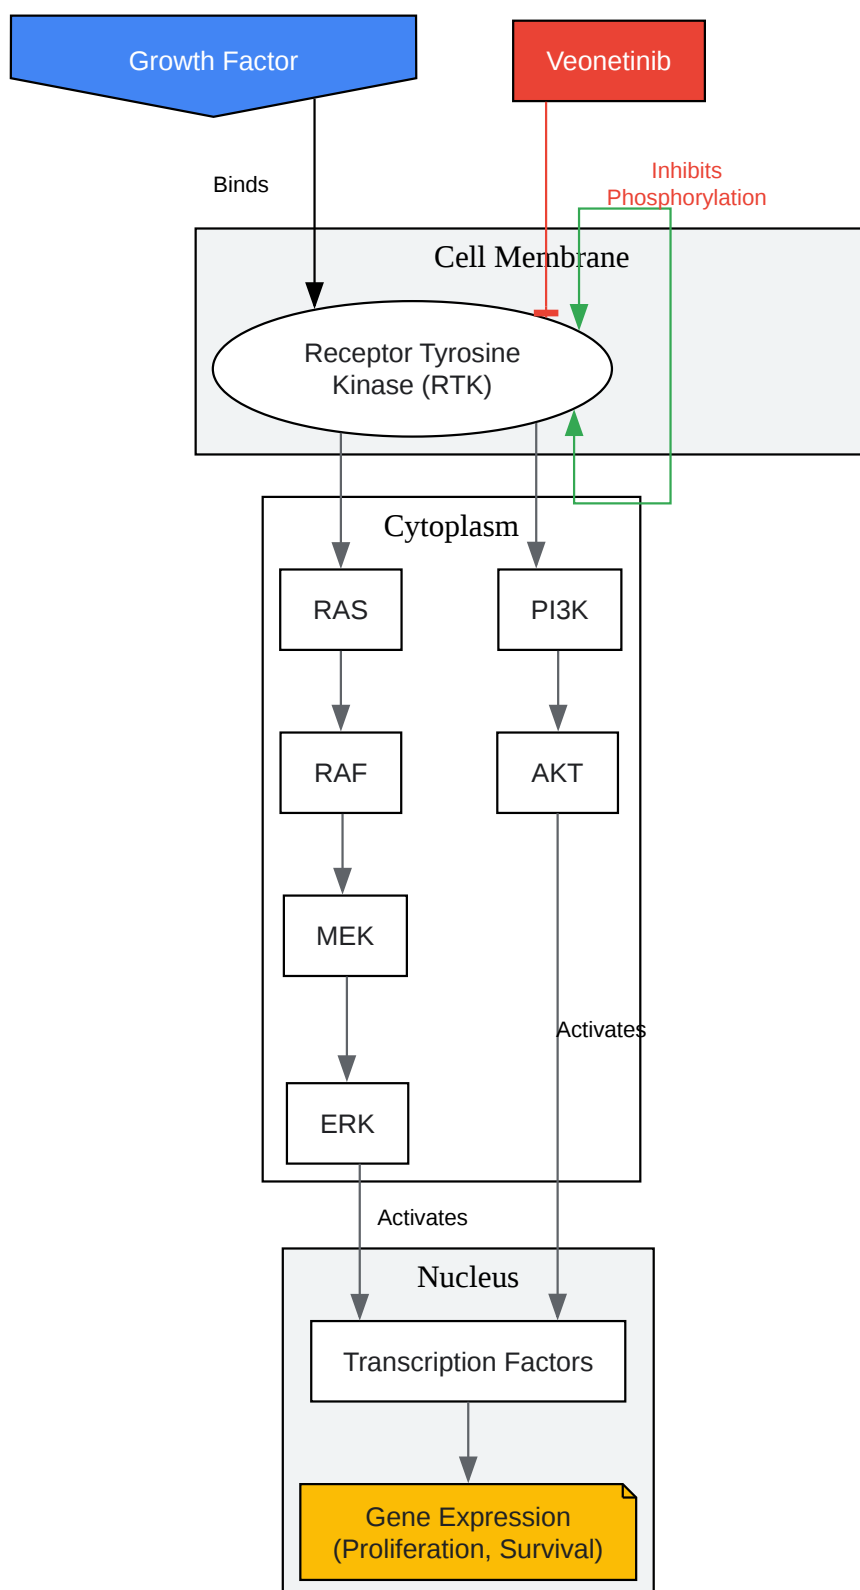 Growth Factor
Veonetinib
Binds
Inhibits
Phosphorylation
Cell Membrane
Receptor Tyrosine
Kinase (RTK)
Cytoplasm
RAS
PI3K
RAF
AKT
MEK
Activates
ERK
Activates
Nucleus
Transcription Factors
Gene Expression
(Proliferation, Survival)